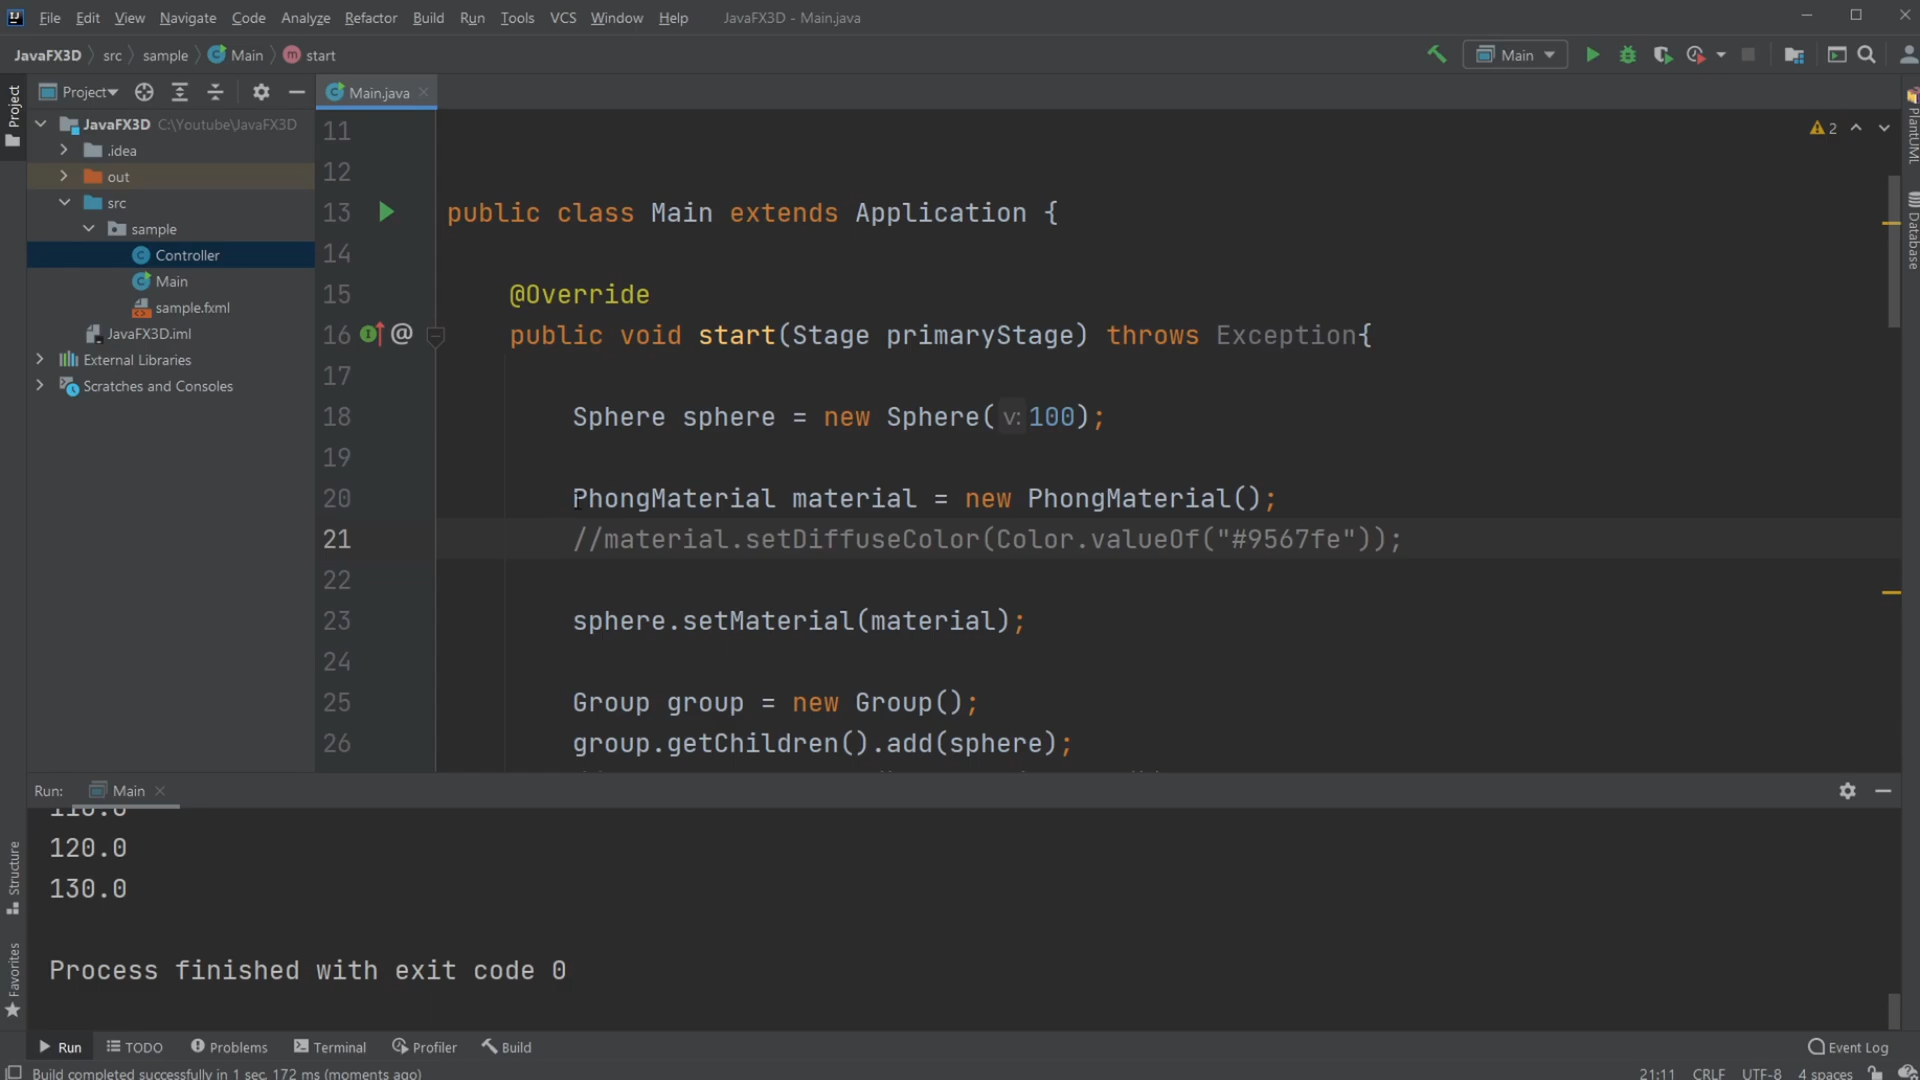 File Edit View Navigate Code Analyze Refactor Build Run Tools VCS Window Help JavaFX3D - Main.java
JavaFX3D src sample Main start
Main
Project
Project
Main.java
JavaFX3D C:\Youtube\JavaFX3D
.idea
out
src
sample
Controller
Main
sample.fxml
JavaFX3D.iml
External Libraries
Scratches and Consoles
2
PlantUML
Database
11
12
13 public class Main extends Application {
14
15 @Override
16 @ public void start(Stage primaryStage) throws Exception{
17
18 Sphere sphere = new Sphere( v: 100);
19
20 PhongMaterial material = new PhongMaterial();
21 //material.setDiffuseColor(Color.valueOf("#9567fe"));
22
23 sphere.setMaterial(material);
24
25 Group group = new Group();
26 group.getChildren().add(sphere);
Run: Main
110.0
120.0
130.0
Process finished with exit code 0
Structure
Favorites
Run TODO Problems Terminal Profiler Build Event Log
Build completed successfully in 1 sec, 172 ms (moments ago) 21:11 CRLF UTF-8 4 spaces